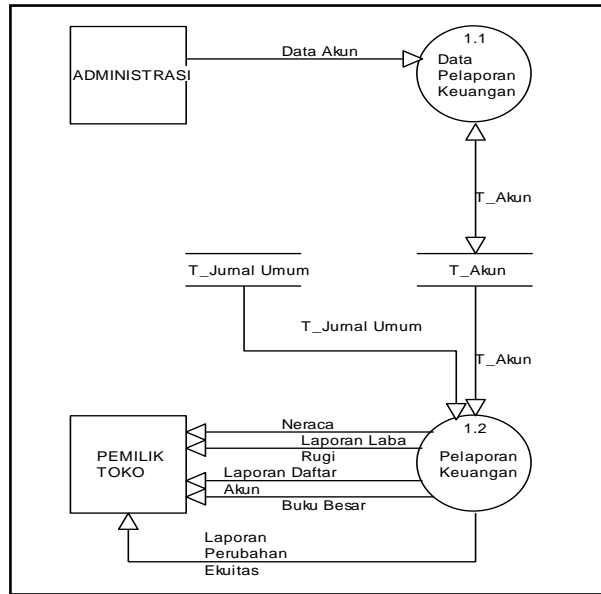 1.1
Data Akun
Data
ADMINISTRASI
Pelaporan
Keuangan
T_Akun
T_Jurnal Umum
T_Akun
T_Jurnal Umum
T_Akun
Neraca
1.2
Laporan Laba
Rugi
PEMILIK
TOKO
Pelaporan
Keuangan
Laporan Daftar
Akun
Buku Besar
Laporan
Perubahan
Ekuitas